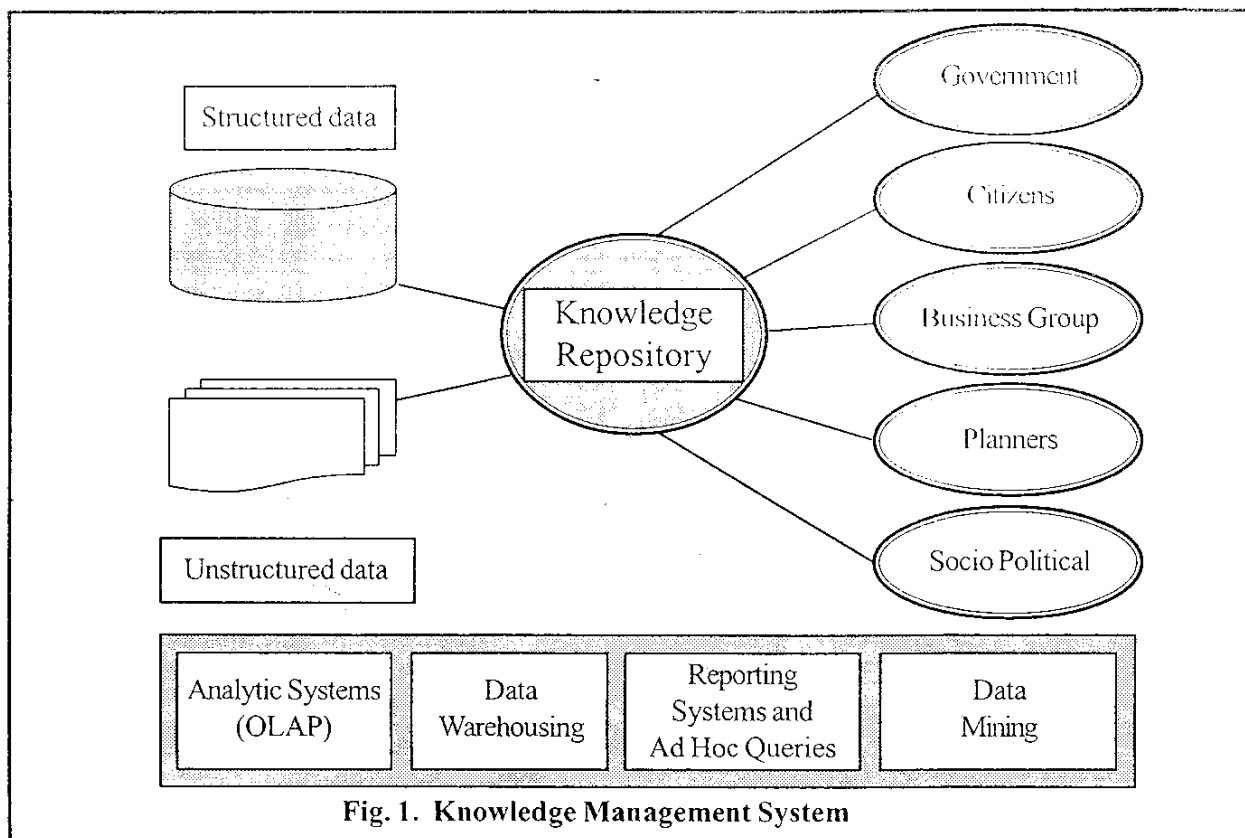 Structured data
Unstructured data
Knowledge
Repository
Government
Citizens
Business Group
Planners
Socio Political
Analytic Systems
(OLAP)
Data
Warehousing
Reporting
Systems and
Ad Hoc Queries
Data
Mining
Fig. 1. Knowledge Management System